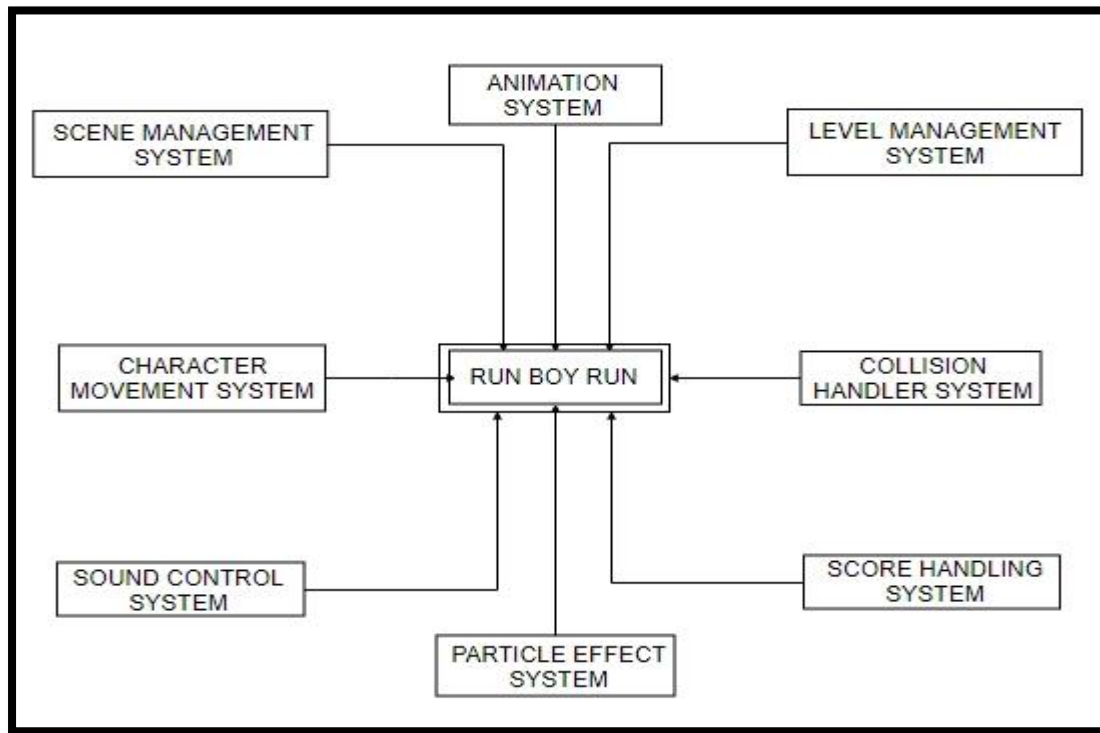 ANIMATION
SYSTEM
SCENE MANAGEMENT
SYSTEM
LEVEL MANAGEMENT
SYSTEM
CHARACTER
MOVEMENT SYSTEM
RUN BOY RUN
COLLISION
HANDLER SYSTEM
SOUND CONTROL
SYSTEM
SCORE HANDLING
SYSTEM
PARTICLE EFFECT
SYSTEM